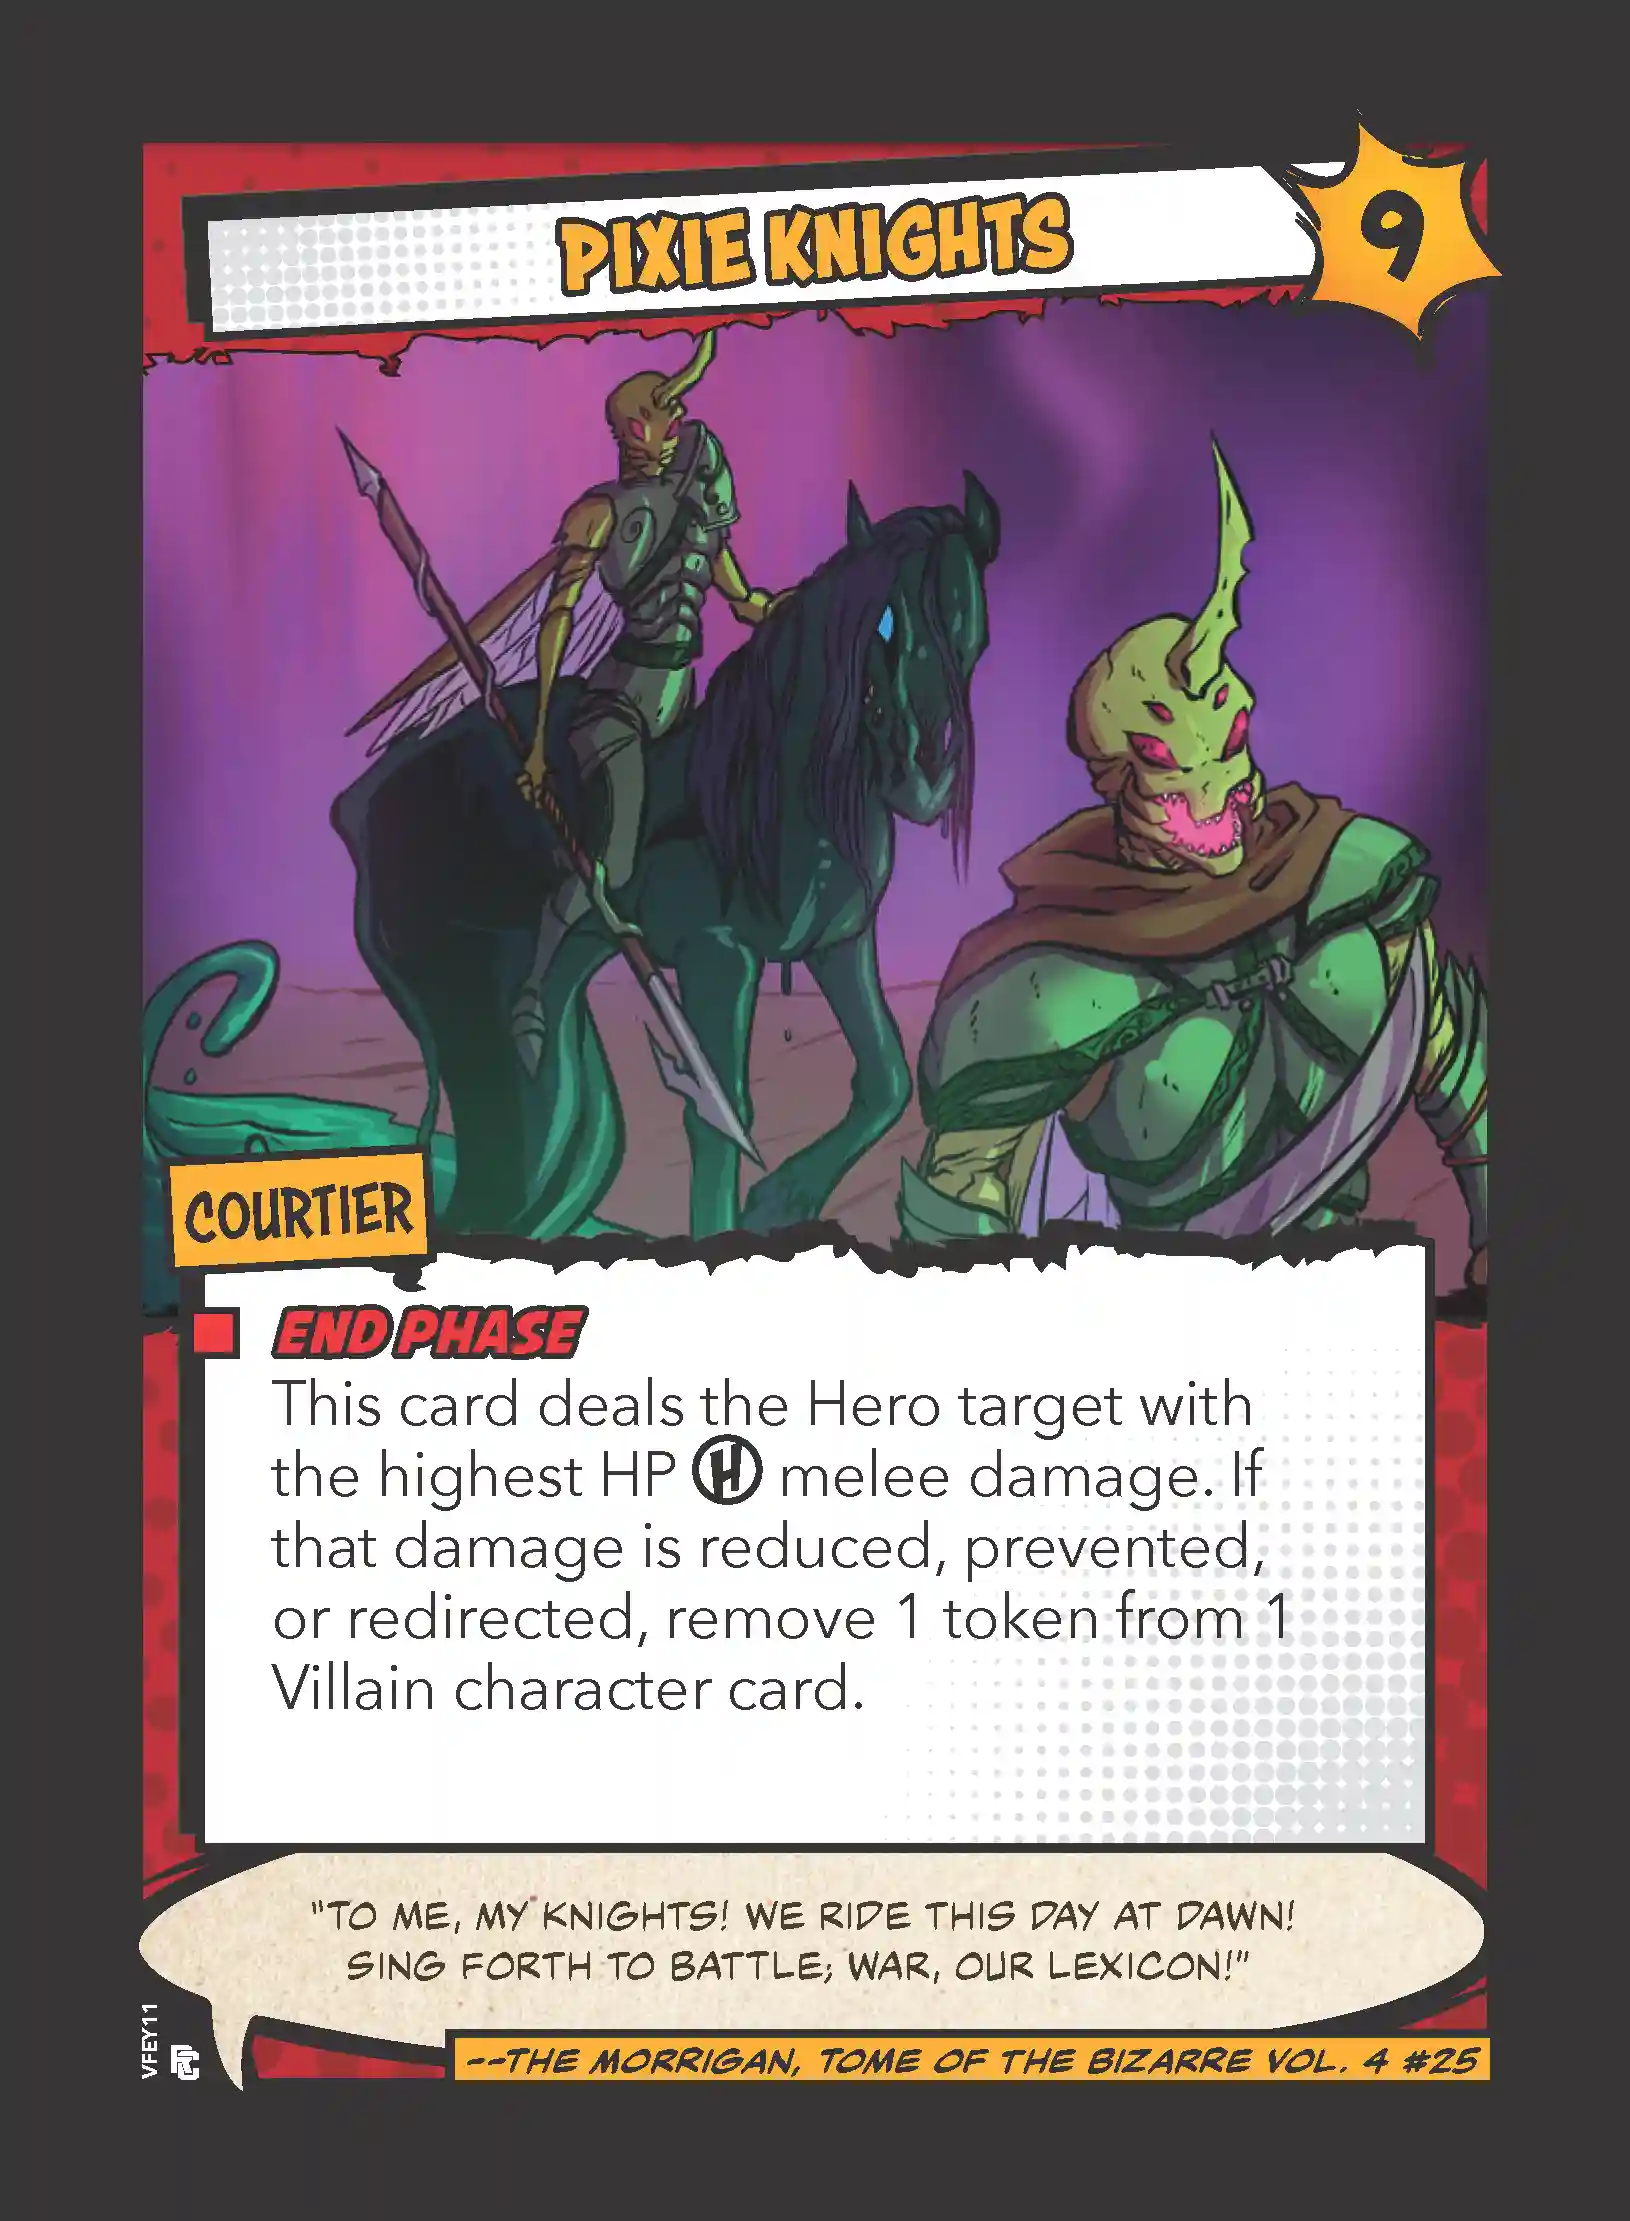 PIXIE KNIGHTS
9
COURTIER
END PHASE
This card deals the Hero target with
the highest HP H melee damage. If
that damage is reduced, prevented,
or redirected, remove 1 token from 1
Villain character card.
"TO ME, MY KNIGHTS! WE RIDE THIS DAY AT DAWN!
SING FORTH TO BATTLE; WAR, OUR LEXICON!"
--THE MORRIGAN, TOME OF THE BIZARRE VOL. 4 #25
VFEY11